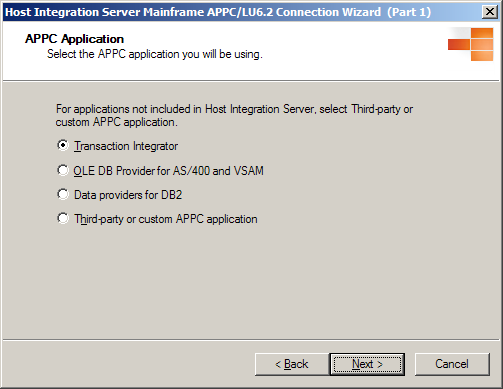 Host Integration Server Mainframe APPC/LU6.2 Connection Wizard (Part 1)
APPC Application
Select the APPC application you will be using.
For applications not included in Host Integration Server, select Third-party or
custom APPC application.
Transaction Integrator
OLE DB Provider for AS/400 and VSAM
Data providers for DB2
Third-party or custom APPC application
< Back
Next >
Cancel